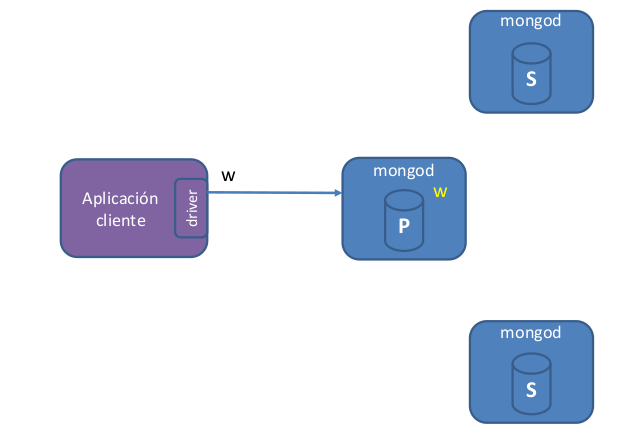 mongod
S
Aplicación
cliente
driver
w
mongod
w
P
mongod
S